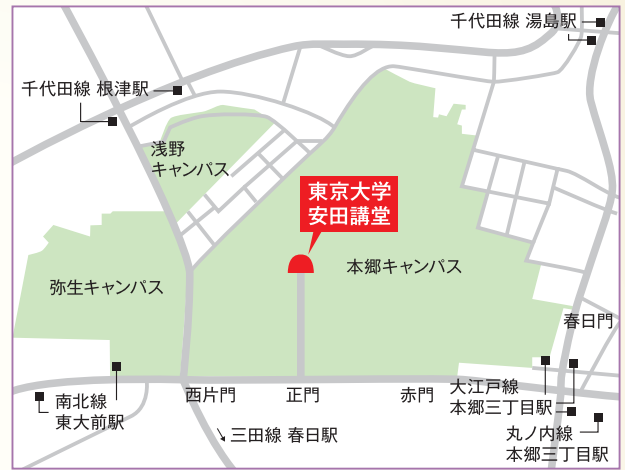 千代田線 湯島駅
千代田線 根津駅
浅野
キャンパス
東京大学
安田講堂
本郷キャンパス
弥生キャンパス
春日門
西片門
正門
赤門
大江戸線
本郷三丁目駅
南北線
東大前駅
三田線 春日駅
丸ノ内線
本郷三丁目駅